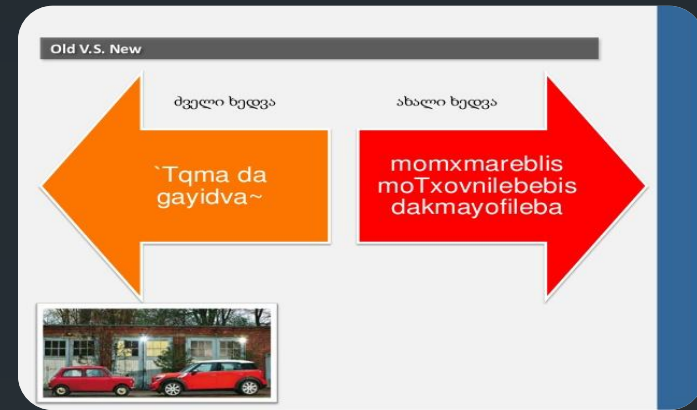 Old V.S. New
ძველი ხედვა
ახალი ხედვა
`Tqma da
gayidva~
momxmareblis
moTxovnilebebis
dakmayofileba